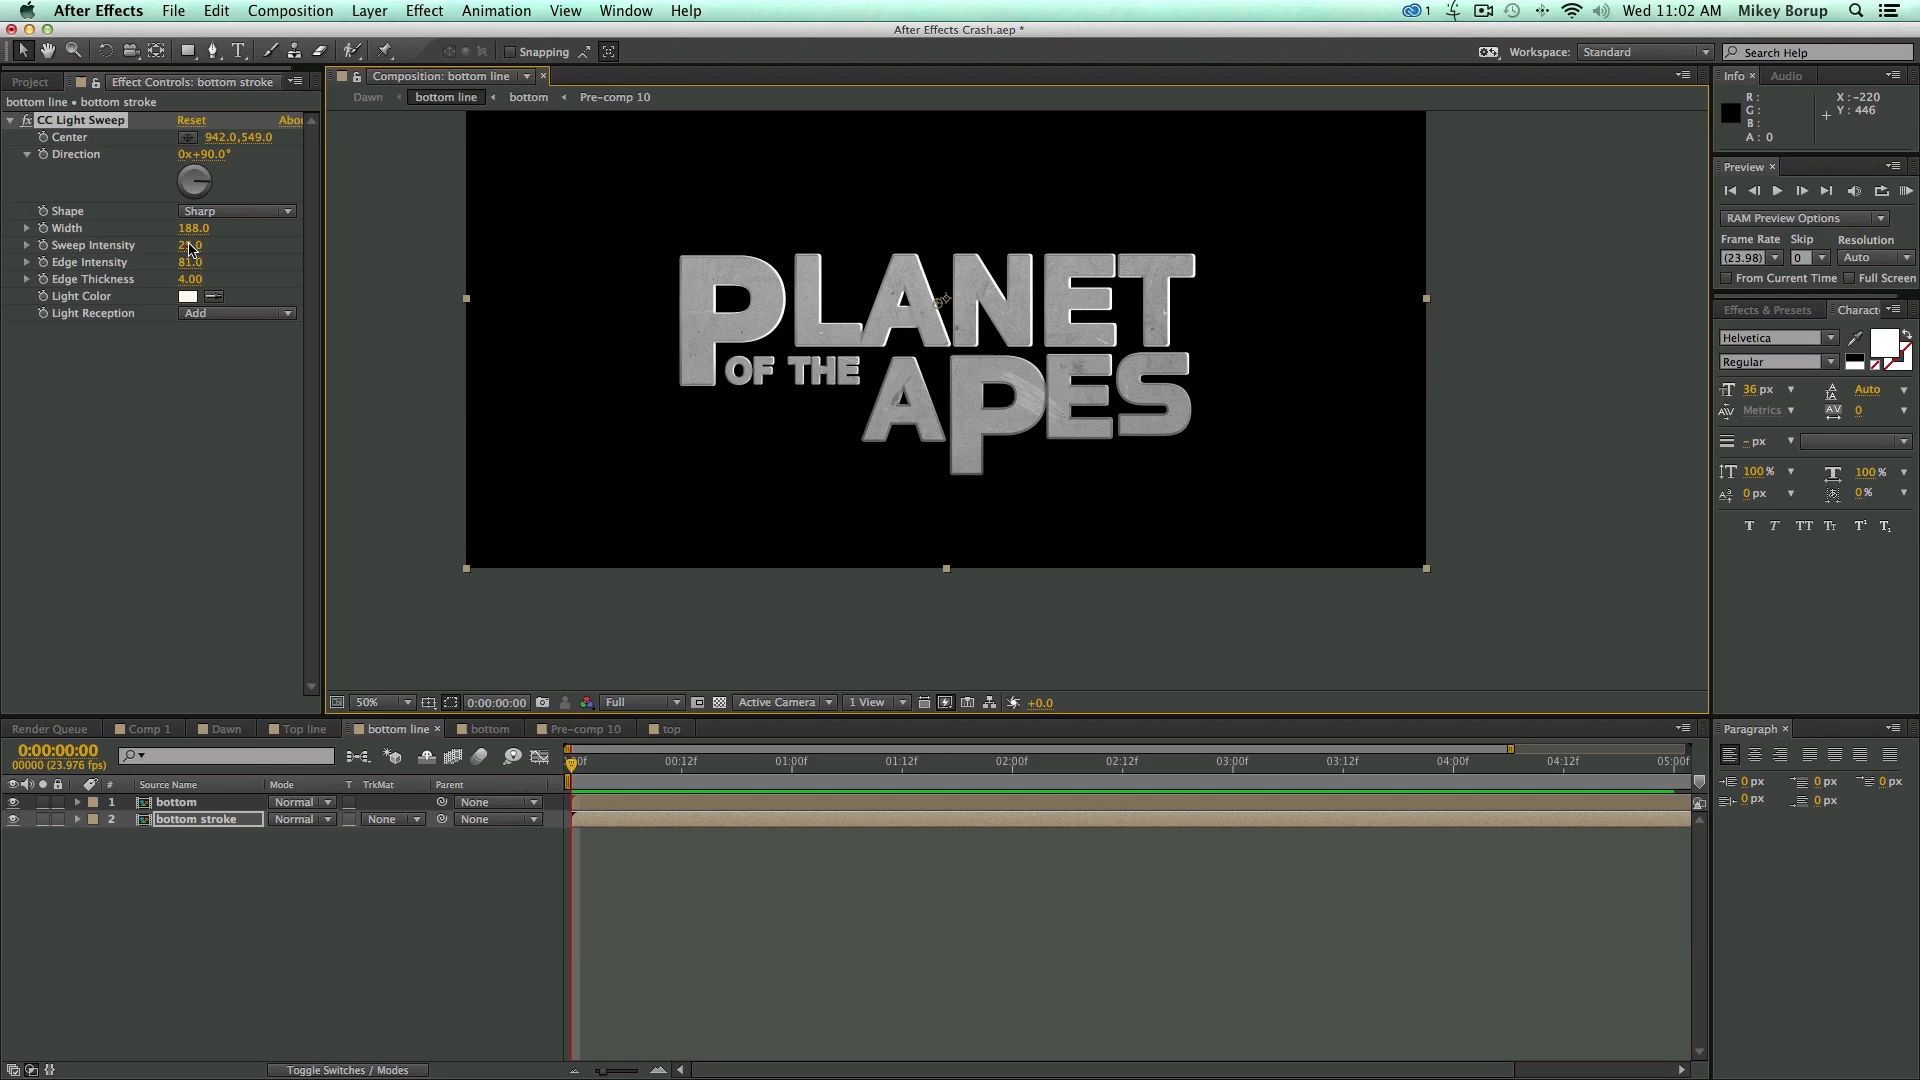 After Effects File Edit Composition Layer Effect Animation View Window Help 1 Wed 11:02 AM Mikey Borup
After Effects Crash.aep *
T Snapping Workspace: Standard Search Help
Project Effect Controls: bottom stroke
bottom line • bottom stroke
fx CC Light Sweep Reset Abou
Center 942.0,549.0
Direction 0x+90.0°
Shape Sharp
Width 188.0
Sweep Intensity
Edge Intensity 81.0
Edge Thickness 4.00
Light Color
Light Reception Add
Composition: bottom line
Dawn bottom line bottom Pre-comp 10
PLANET
OF THE
APES
50% 0:00:00:00 Full Active Camera 1 View +0.0
Info Audio
R: X: -220
G: Y: 446
B:
A: 0
Preview
RAM Preview Options
Frame Rate Skip Resolution
(23.98) 0 Auto
From Current Time Full Screen
Effects & Presets Charact
Helvetica
Regular
36 px Auto
Metrics 0
- px
100% 100%
0 px 0%
T T TT Tr T¹ T₁
Render Queue Comp 1 Dawn Top line bottom line bottom Pre-comp 10 top
0:00:00:00
00000 (23.976 fps)
# Source Name Mode T TrkMat Parent
1 bottom Normal None
2 bottom stroke Normal None None
00:12f 01:00f 01:12f 02:00f 02:12f 03:00f 03:12f 04:00f 04:12f 05:00f
Toggle Switches / Modes
Paragraph
0 px 0 px 0 px
0 px 0 px